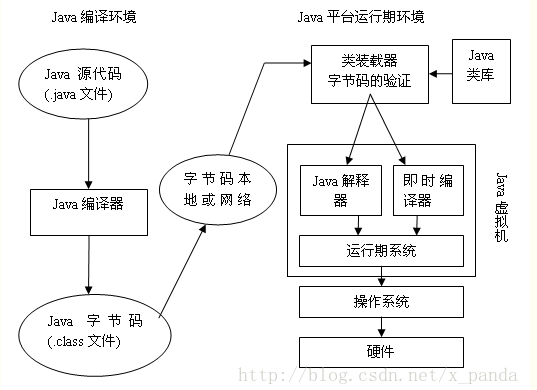 Java 编译环境
Java 平台运行期环境
Java 源代码
(.java 文件)
Java 编译器
Java 字节码
(.class 文件)
字节码本
地或网络
类装载器
字节码的验证
Java
类库
Java 解释
器
即时编
译器
运行期系统
Java 虚拟机
操作系统
硬件
http://blog.csdn.net/x_panda